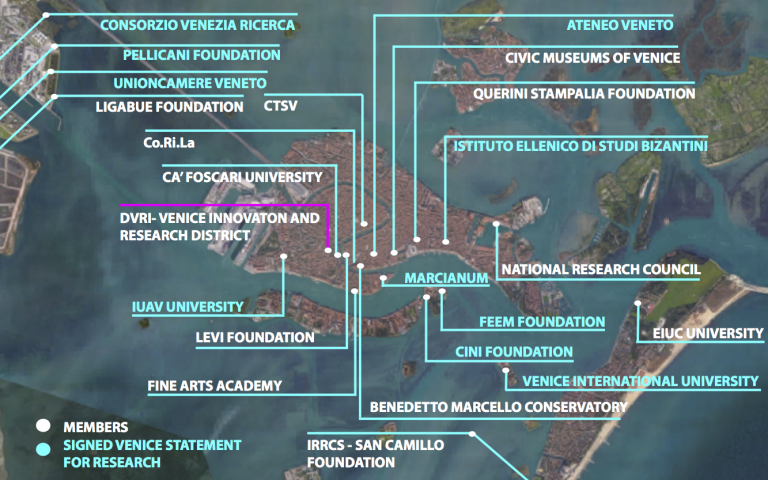 CONSORZIO VENEZIA RICERCA
ATENEO VENETO
PELLICANI FOUNDATION
CIVIC MUSEUMS OF VENICE
UNIONCAMERE VENETO
QUERINI STAMPALIA FOUNDATION
LIGABUE FOUNDATION
CTSV
Co.Ri.La
ISTITUTO ELLENICO DI STUDI BIZANTINI
CA' FOSCARI UNIVERSITY
DVRI- VENICE INNOVATON AND
RESEARCH DISTRICT
NATIONAL RESEARCH COUNCIL
MARCIANUM
IUAV UNIVERSITY
FEEM FOUNDATION
EIUC UNIVERSITY
LEVI FOUNDATION
CINI FOUNDATION
FINE ARTS ACADEMY
VENICE INTERNATIONAL UNIVERSITY
BENEDETTO MARCELLO CONSERVATORY
MEMBERS
SIGNED VENICE STATEMENT
FOR RESEARCH
IRRCS - SAN CAMILLO
FOUNDATION